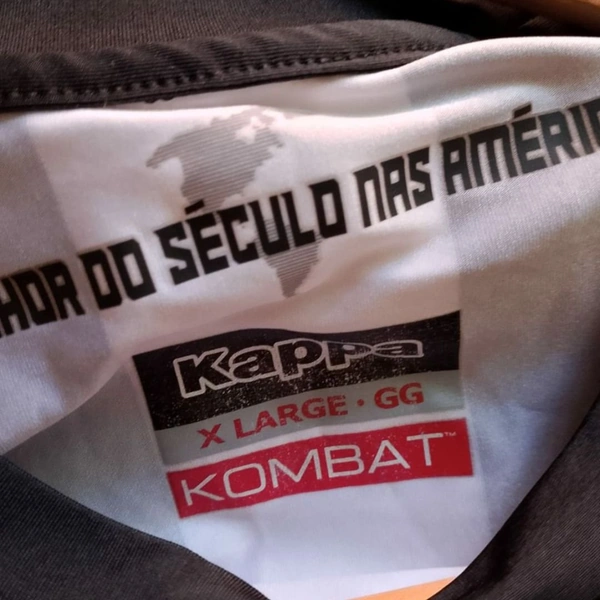 HOR DO SÉCULO NAS AMÉRI
Kappa
X LARGE · GG
KOMBAT™